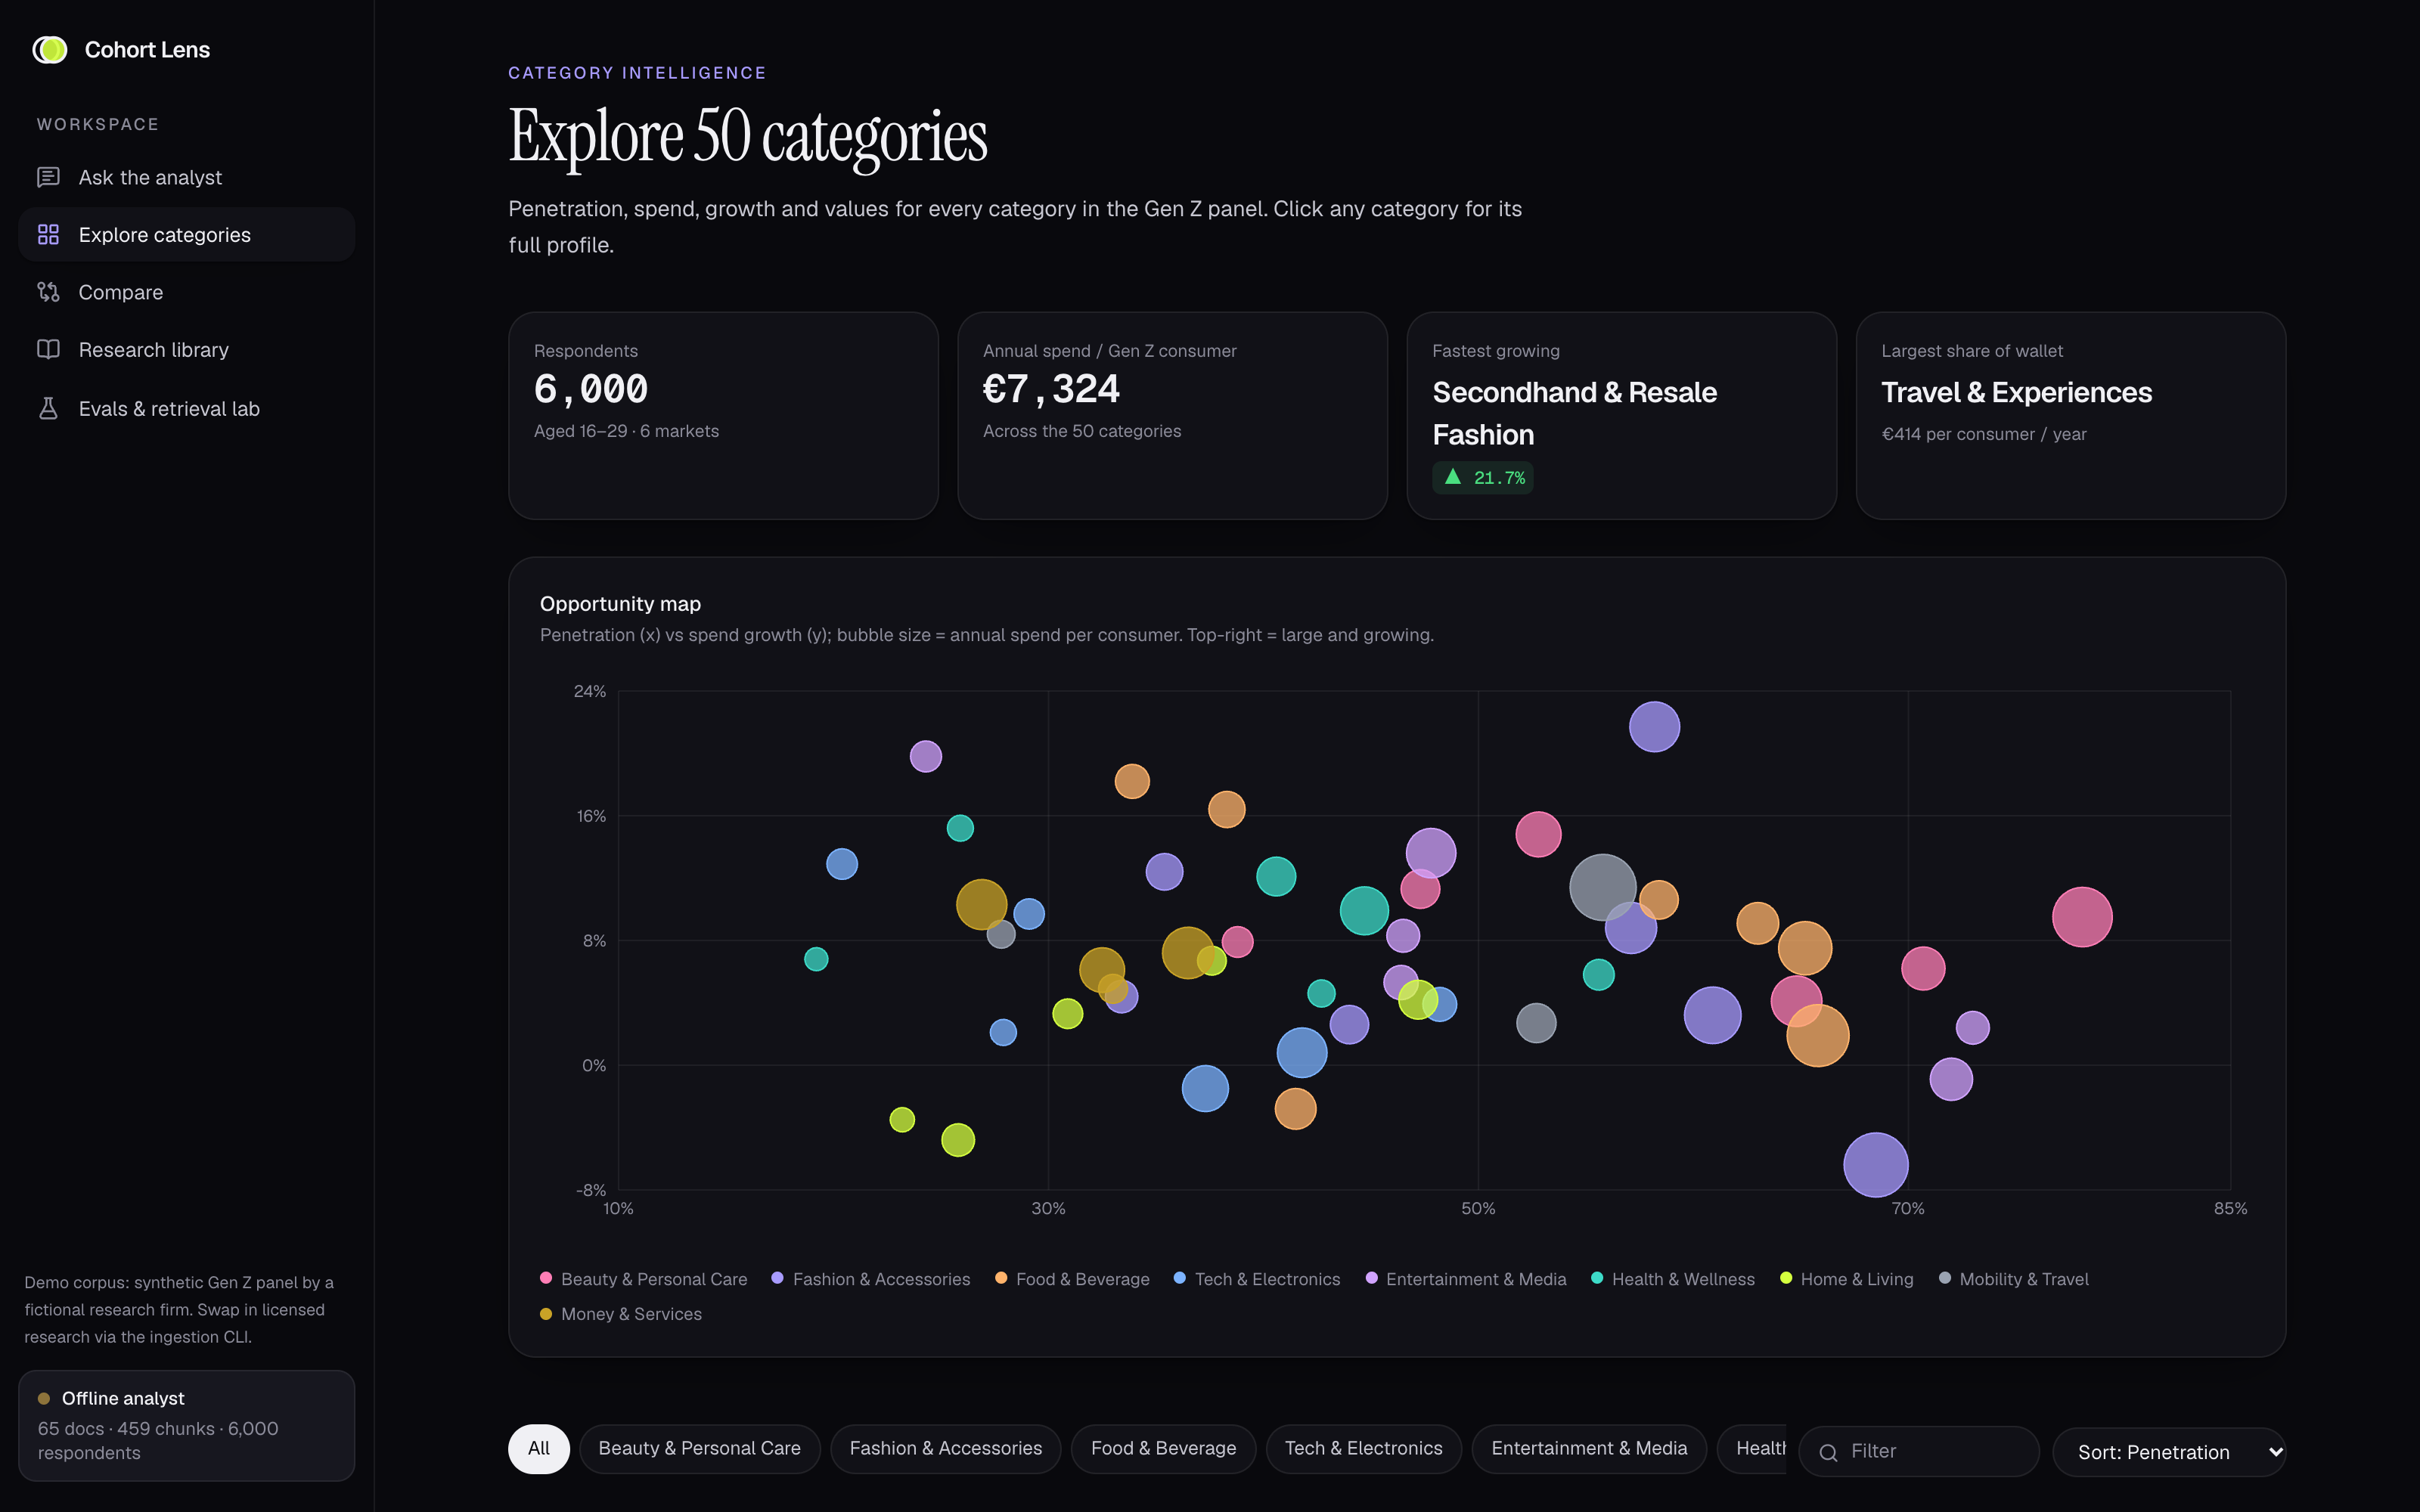 Cohort Lens
WORKSPACE
Ask the analyst
Explore categories
Compare
Research library
Evals & retrieval lab
Demo corpus: synthetic Gen Z panel by a
fictional research firm. Swap in licensed
research via the ingestion CLI.
Offline analyst
65 docs · 459 chunks · 6,000
respondents
CATEGORY INTELLIGENCE
Explore 50 categories
Penetration, spend, growth and values for every category in the Gen Z panel. Click any category for its
full profile.
Respondents
6,000
Aged 16–29 · 6 markets
Annual spend / Gen Z consumer
€7,324
Across the 50 categories
Fastest growing
Secondhand & Resale
Fashion
▲ 21.7%
Largest share of wallet
Travel & Experiences
€414 per consumer / year
Opportunity map
Penetration (x) vs spend growth (y); bubble size = annual spend per consumer. Top-right = large and growing.
24%
16%
8%
0%
-8%
10% 30% 50% 70% 85%
Beauty & Personal Care Fashion & Accessories Food & Beverage Tech & Electronics Entertainment & Media Health & Wellness Home & Living Mobility & Travel
Money & Services
All Beauty & Personal Care Fashion & Accessories Food & Beverage Tech & Electronics Entertainment & Media Filter Sort: Penetration